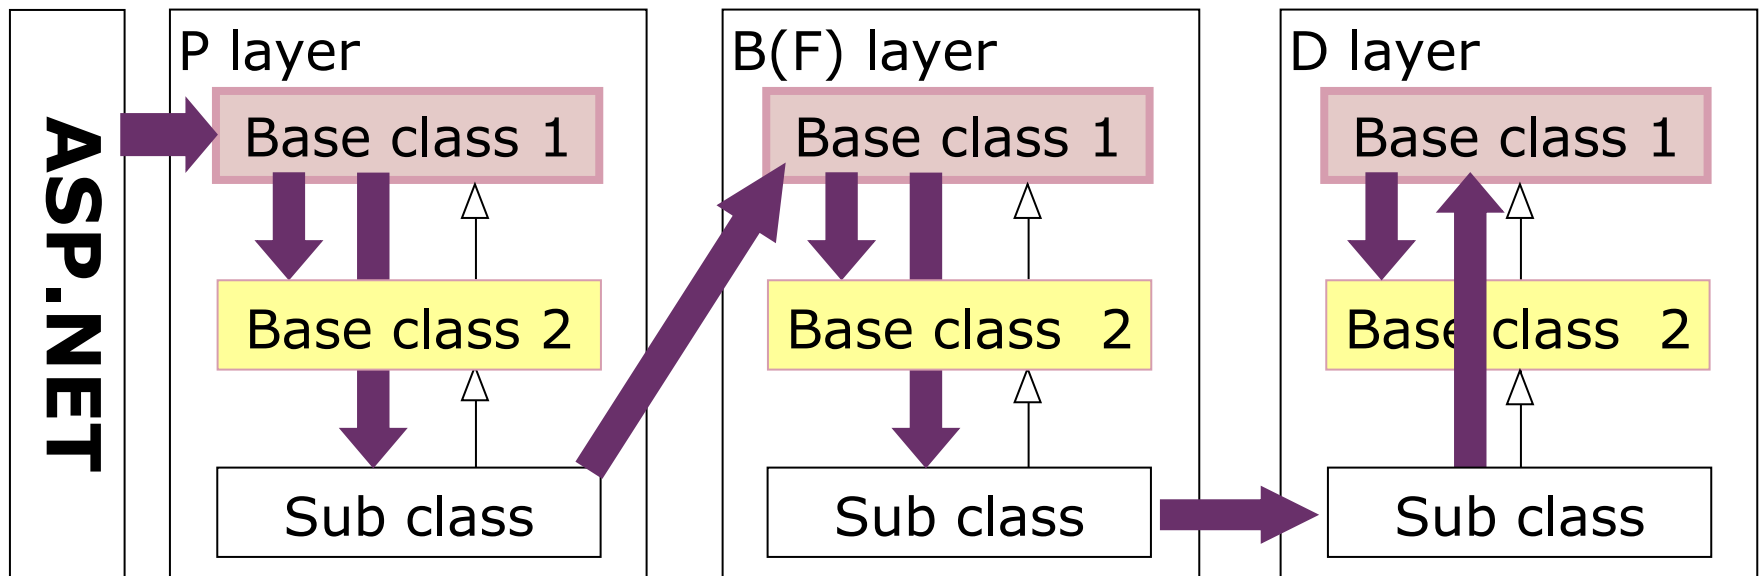 ASP.NET
P layer
Base class 1
Base class 2
Sub class
B(F) layer
Base class 1
Base class  2
Sub class
D layer
Base class 1
Base class  2
Sub class